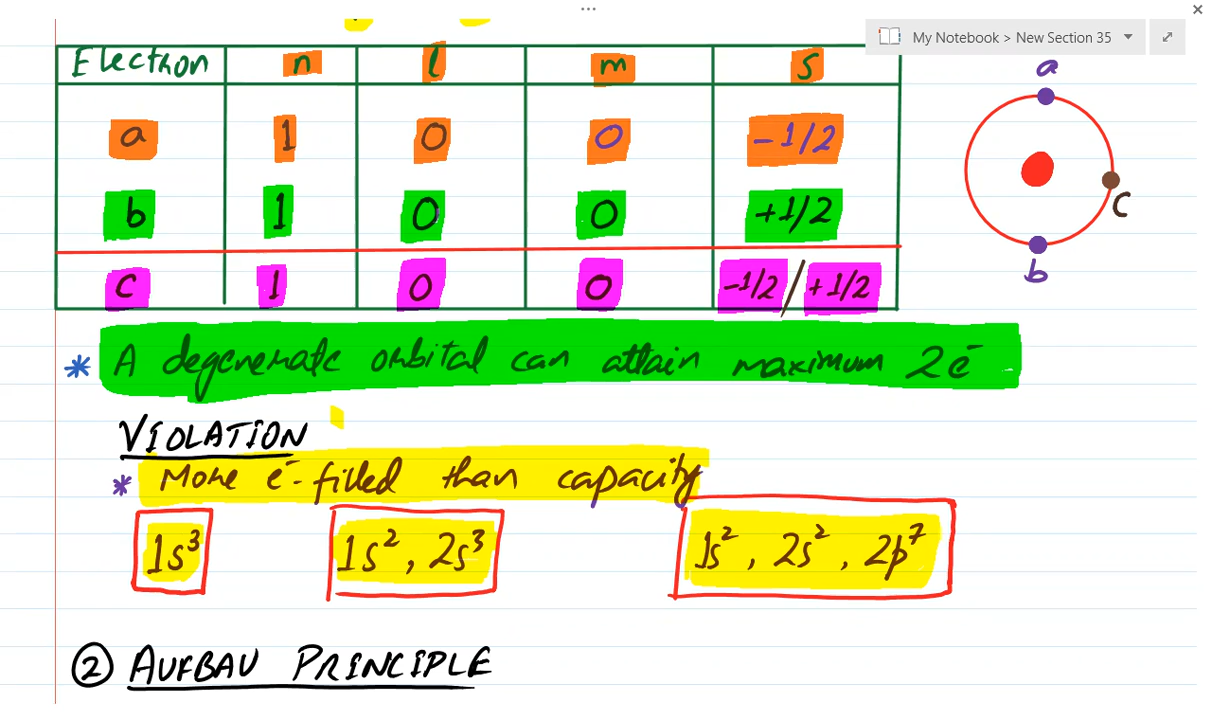 My Notebook > New Section 35
Electron n l m s
a 1 0 0 -1/2
b 1 0 0 +1/2
c 1 0 0 -1/2 / +1/2
a
c
b
* A degenerate orbital can attain maximum 2e⁻
VIOLATION
* More e⁻ filled than capacity
1s³ 1s², 2s³ 1s², 2s², 2p⁷
② AUFBAU PRINCIPLE